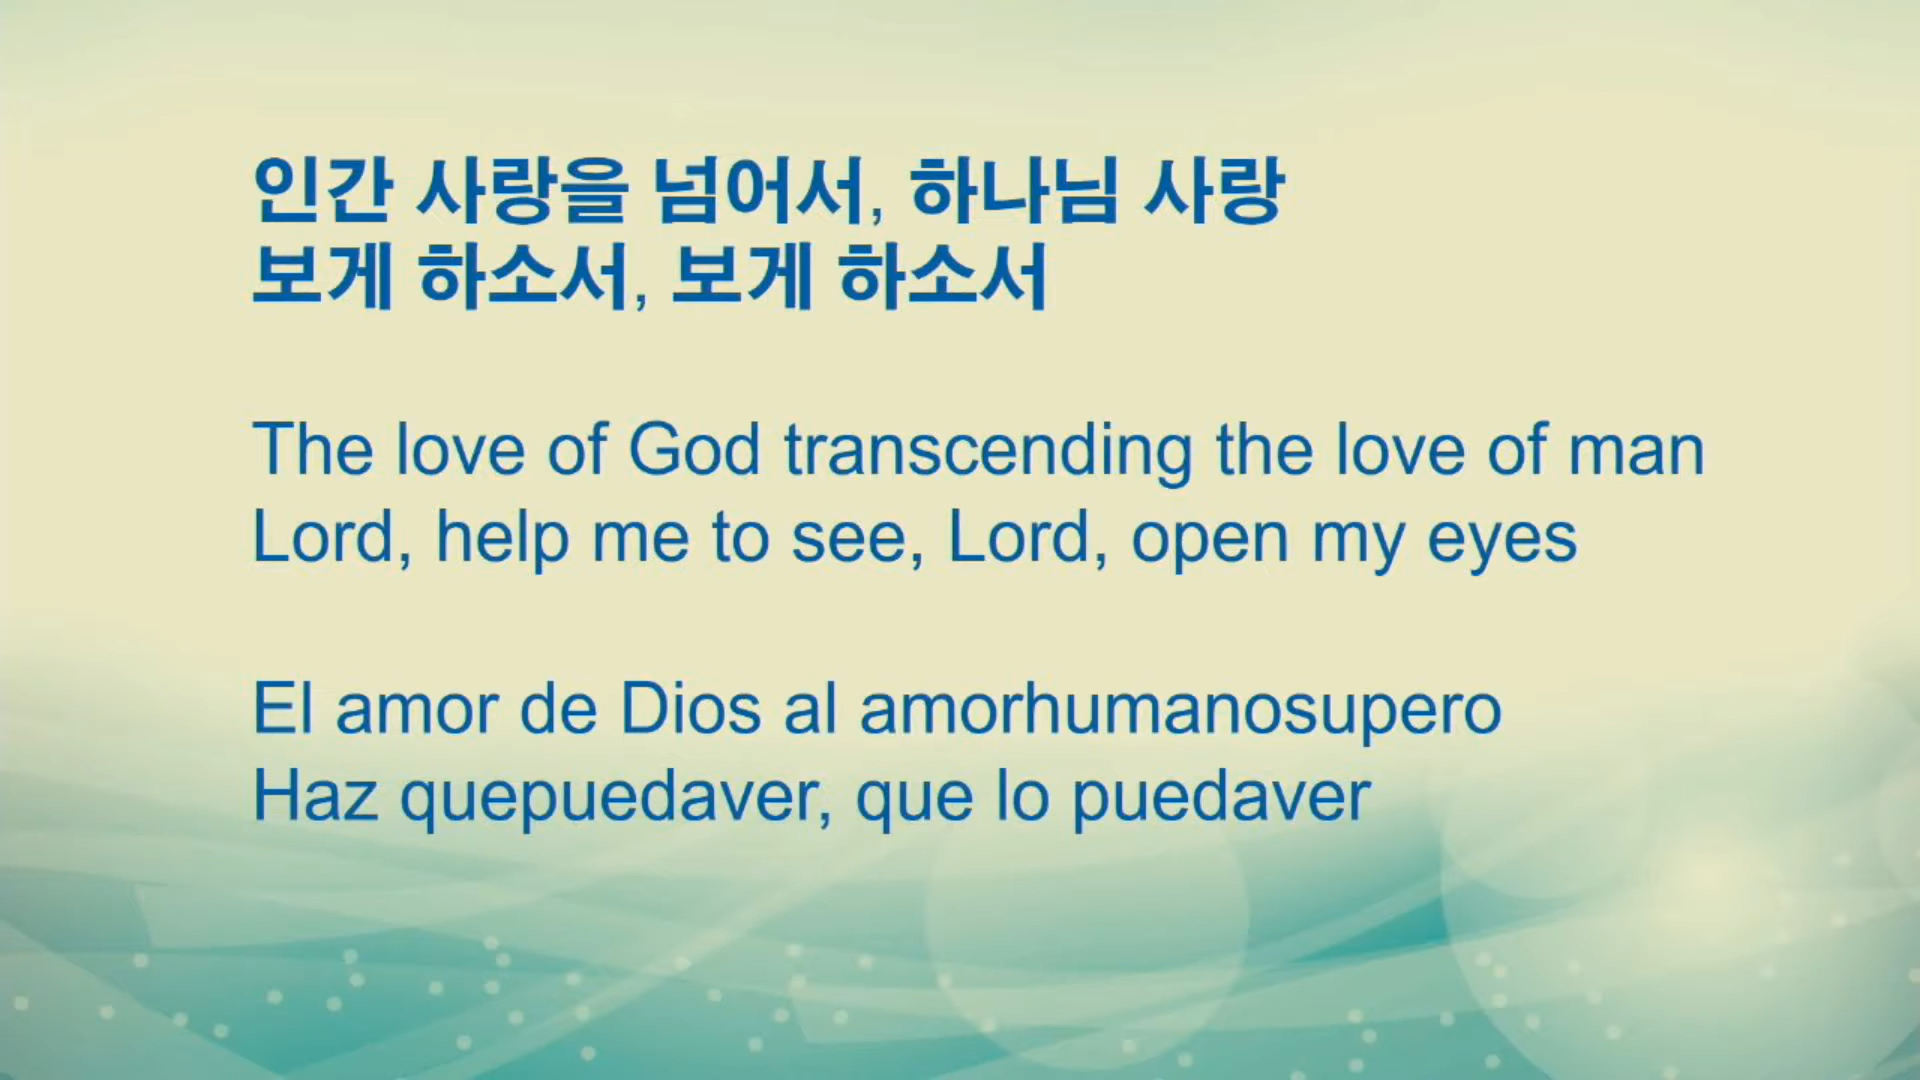 인간 사랑을 넘어서, 하나님 사랑
보게 하소서, 보게 하소서
The love of God transcending the love of man
Lord, help me to see, Lord, open my eyes
El amor de Dios al amorhumanosupero
Haz quepuedaver, que lo puedaver